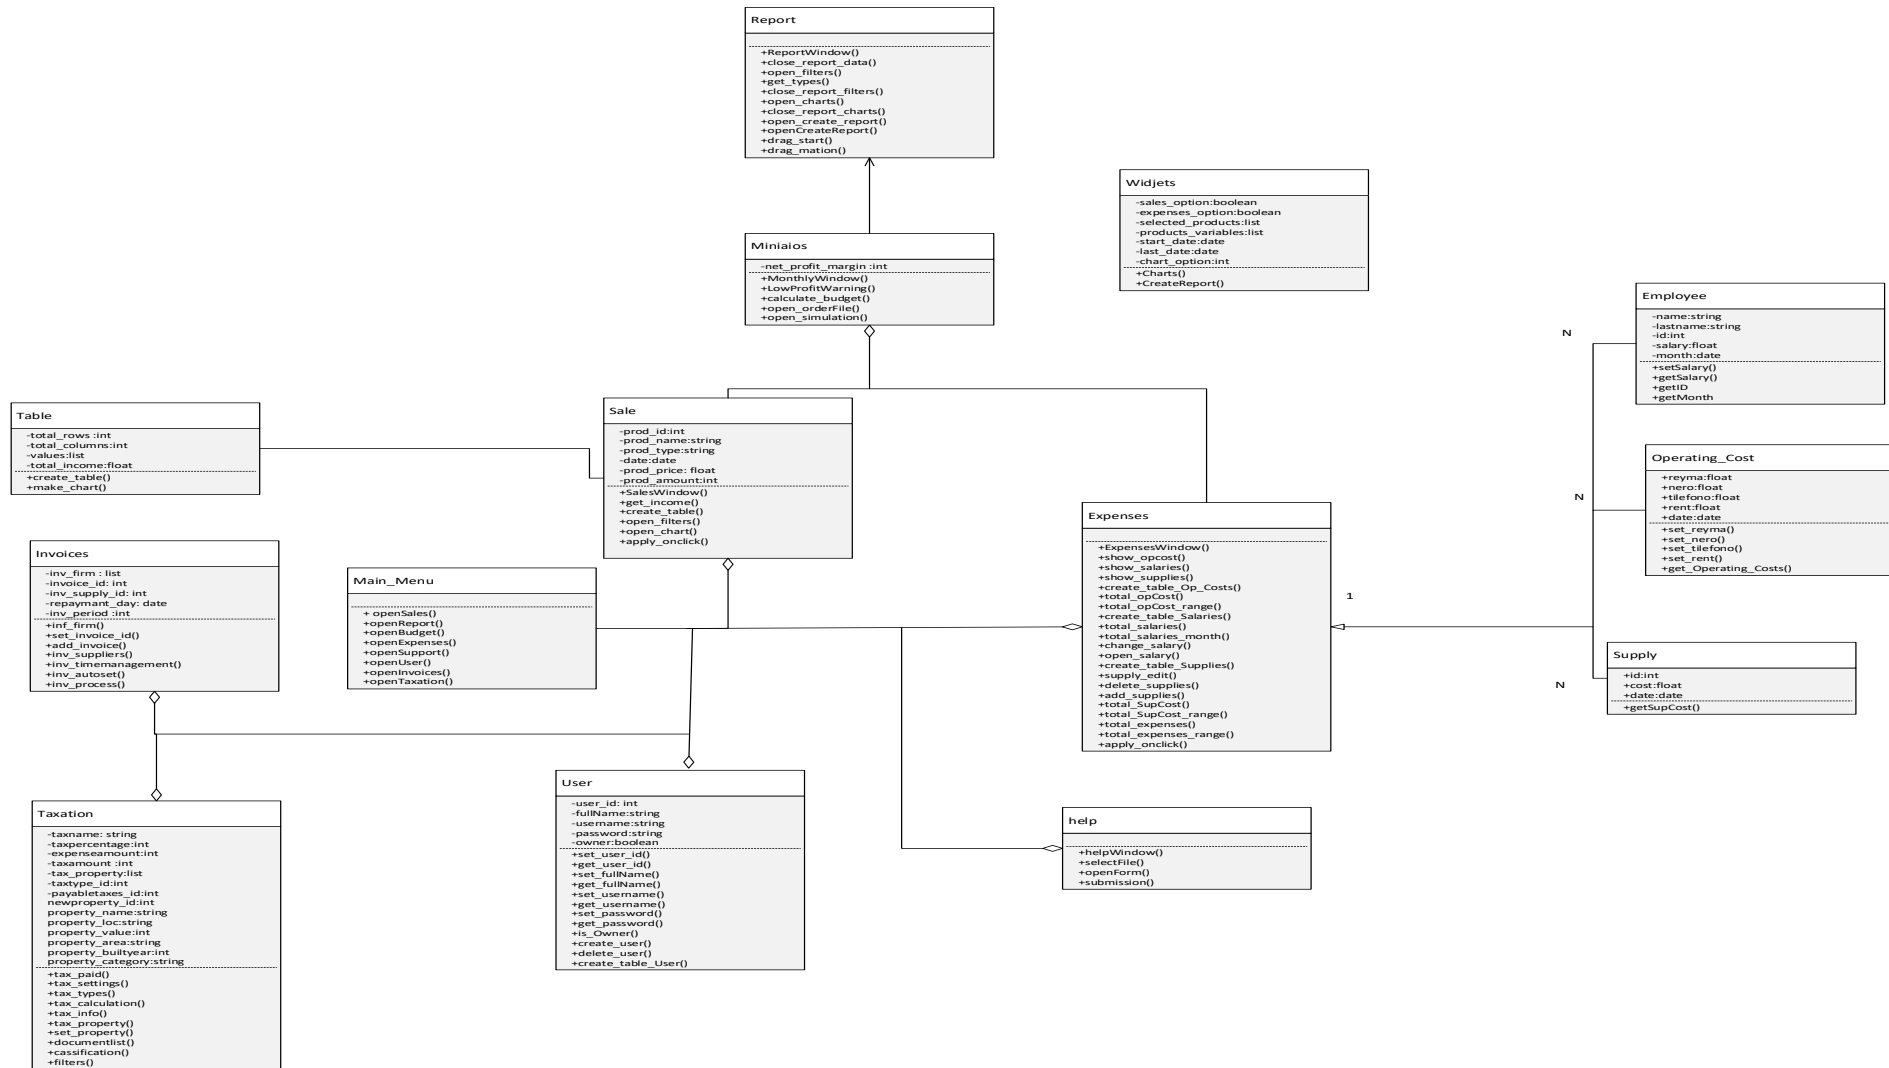 Report
+ReportWindow()
+close_report_data()
+open_filters()
+get_types()
+close_report_filters()
+open_charts()
+close_report_charts()
+open_create_report()
+openCreateReport()
+drag_start()
+drag_mation()
Widjets
-sales_option:boolean
-expenses_option:boolean
-selected_products:list
-products_variables:list
-start_date:date
-last_date:date
-chart_option:int
+Charts()
+CreateReport()
Miniaios
-net_profit_margin :int
+MonthlyWindow()
+LowProfitWarning()
+calculate_budget()
+open_orderFile()
+open_simulation()
Employee
-name:string
-lastname:string
-id:int
-salary:float
-month:date
+setSalary()
+getSalary()
+getID
+getMonth
N
Table
-total_rows :int
-total_columns:int
-values:list
-total_income:float
+create_table()
+make_chart()
Sale
-prod_id:int
-prod_name:string
-prod_type:string
-date:date
-prod_price: float
-prod_amount:int
+SalesWindow()
+get_income()
+create_table()
+open_filters()
+open_chart()
+apply_onclick()
Operating_Cost
+reyma:float
+nero:float
+tilefono:float
+rent:float
+date:date
+set_reyma()
+set_nero()
+set_tilefono()
+set_rent()
+get_Operating_Costs()
N
Expenses
+ExpensesWindow()
+show_opcost()
+show_salaries()
+show_supplies()
+create_table_Op_Costs()
+total_opCost()
+total_opCost_range()
+create_table_Salaries()
+total_salaries()
+total_salaries_month()
+change_salary()
+open_salary()
+create_table_Supplies()
+supply_edit()
+delete_supplies()
+add_supplies()
+total_SupCost()
+total_SupCost_range()
+total_expenses()
+total_expenses_range()
+apply_onclick()
1
Invoices
-inv_firm : list
-invoice_id: int
-inv_supply_id: int
-repaymant_day: date
-inv_period :int
+inf_firm()
+set_invoice_id()
+add_invoice()
+inv_suppliers()
+inv_timemanagement()
+inv_autoset()
+inv_process()
Main_Menu
+ openSales()
+openReport()
+openBudget()
+openExpenses()
+openSupport()
+openUser()
+openInvoices()
+openTaxation()
Supply
+id:int
+cost:float
+date:date
+getSupCost()
N
User
-user_id: int
-fullName:string
-username:string
-password:string
-owner:boolean
+set_user_id()
+get_user_id()
+set_fullName()
+get_fullName()
+set_username()
+get_username()
+set_password()
+get_password()
+is_Owner()
+create_user()
+delete_user()
+create_table_User()
help
+helpWindow()
+selectFile()
+openForm()
+submission()
Taxation
-taxname: string
-taxpercentage:int
-expenseamount:int
-taxamount :int
-tax_property:list
-taxtype_id:int
-payabletaxes_id:int
newproperty_id:int
property_name:string
property_loc:string
property_value:int
property_area:string
property_builtyear:int
property_category:string
+tax_paid()
+tax_settings()
+tax_types()
+tax_calculation()
+tax_info()
+tax_property()
+set_property()
+documentlist()
+cassification()
+filters()